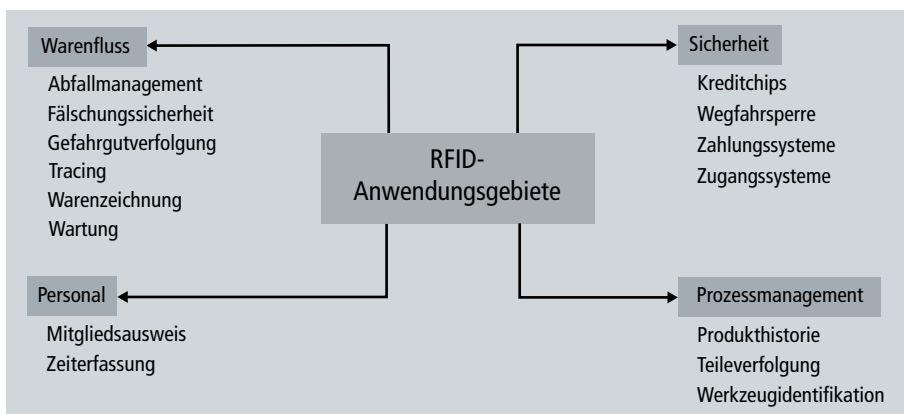 Warenfluss
Abfallmanagement
Fälschungssicherheit
Gefahrgutverfolgung
Tracing
Warenzeichnung
Wartung
Sicherheit
Kreditchips
Wegfahrsperre
Zahlungssysteme
Zugangssysteme
RFID-
Anwendungsgebiete
Personal
Mitgliedsausweis
Zeiterfassung
Prozessmanagement
Produkthistorie
Teileverfolgung
Werkzeugidentifikation